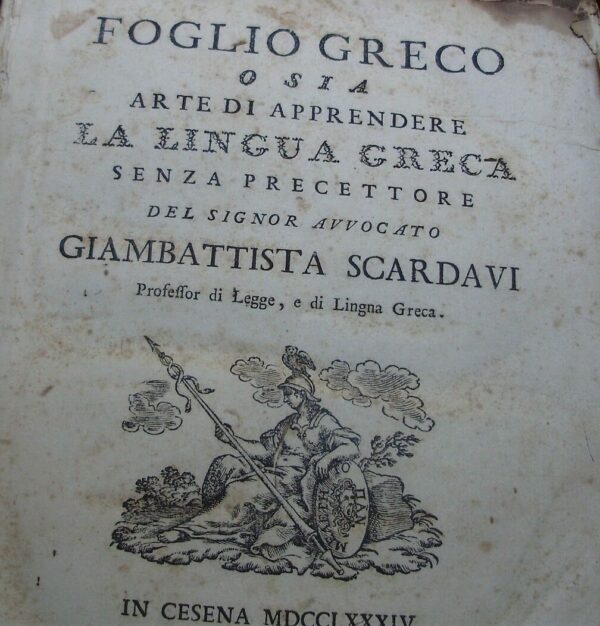 FOGLIO GRECO
O SIA
ARTE DI APPRENDERE
LA LINGUA GRECA
SENZA PRECETTORE
DEL SIGNOR AVVOCATO
GIAMBATTISTA SCARDAVI
Profeſſor di Legge, e di Lingna Greca.
IN CESENA MDCCLXXXIV